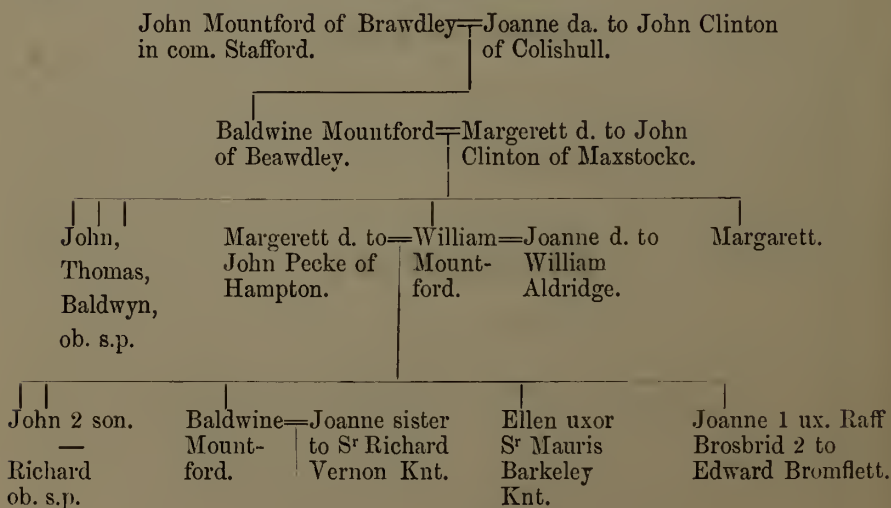 John Mountford of Brawdley=Joanne da. to John Clinton
in com. Stafford.
of Colishull.
Baldwine Mountford=Margerett d. to John
of Beawdley.
Clinton of Maxstocke.
John,
Thomas,
Baldwyn,
ob. s.p.
Margerett d. to=William=Joanne d. to
John Pecke of
Hampton.
Mount-
ford.
William
Aldridge.
Margarett.
John 2 son.
—
Richard
ob. s.p.
Baldwine=Joanne sister
Mount-
ford.
to Sr Richard
Vernon Knt.
Ellen uxor
Sr Mauris
Barkeley
Knt.
Joanne 1 ux. Raff
Brosbrid 2 to
Edward Bromflett.